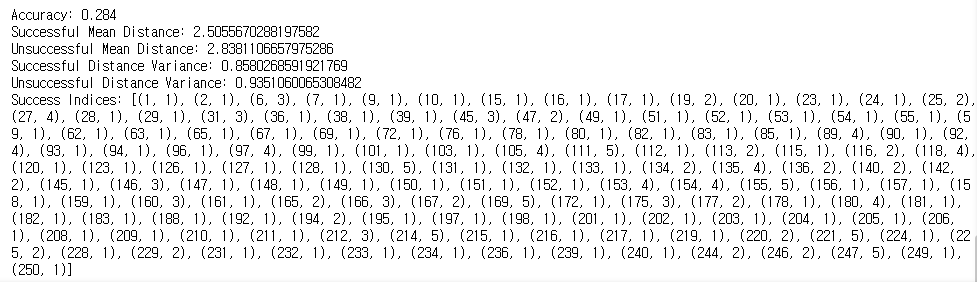 Accuracy: 0.284
Successful Mean Distance: 2.5055670288197582
Unsuccessful Mean Distance: 2.8381106657975286
Successful Distance Variance: 0.8580268591921769
Unsuccessful Distance Variance: 0.9351060065308482
Success Indices: [(1, 1), (2, 1), (6, 3), (7, 1), (9, 1), (10, 1), (15, 1), (16, 1), (17, 1), (19, 2), (20, 1), (23, 1), (24, 1), (25, 2),
(27, 4), (28, 1), (29, 1), (31, 3), (36, 1), (38, 1), (39, 1), (45, 3), (47, 2), (49, 1), (51, 1), (52, 1), (53, 1), (54, 1), (55, 1), (5
9, 1), (62, 1), (63, 1), (65, 1), (67, 1), (69, 1), (72, 1), (76, 1), (78, 1), (80, 1), (82, 1), (83, 1), (85, 1), (89, 4), (90, 1), (92,
4), (93, 1), (94, 1), (96, 1), (97, 4), (99, 1), (101, 1), (103, 1), (105, 4), (111, 5), (112, 1), (113, 2), (115, 1), (116, 2), (118, 4),
(120, 1), (123, 1), (126, 1), (127, 1), (128, 1), (130, 5), (131, 1), (132, 1), (133, 1), (134, 2), (135, 4), (136, 2), (140, 2), (142,
2), (145, 1), (146, 3), (147, 1), (148, 1), (149, 1), (150, 1), (151, 1), (152, 1), (153, 4), (154, 4), (155, 5), (156, 1), (157, 1), (15
8, 1), (159, 1), (160, 3), (161, 1), (165, 2), (166, 3), (167, 2), (169, 5), (172, 1), (175, 3), (177, 2), (178, 1), (180, 4), (181, 1),
(182, 1), (183, 1), (188, 1), (192, 1), (194, 2), (195, 1), (197, 1), (198, 1), (201, 1), (202, 1), (203, 1), (204, 1), (205, 1), (206,
1), (208, 1), (209, 1), (210, 1), (211, 1), (212, 3), (214, 5), (215, 1), (216, 1), (217, 1), (219, 1), (220, 2), (221, 5), (224, 1), (22
5, 2), (228, 1), (229, 2), (231, 1), (232, 1), (233, 1), (234, 1), (236, 1), (239, 1), (240, 1), (244, 2), (246, 2), (247, 5), (249, 1),
(250, 1)]